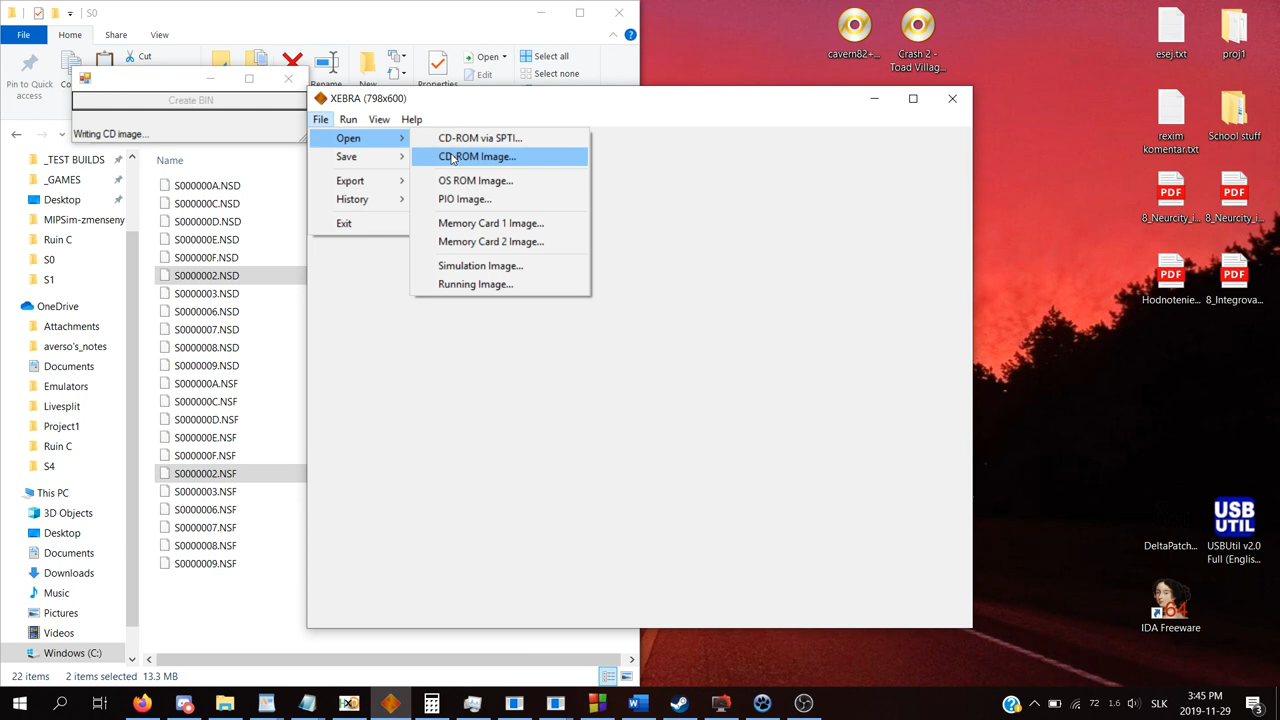 S0
File
Home
Share
View
Cut
Open
Select all
Pin to Quick
access
Rename
New
Properties
Edit
Select none
Create BIN
Writing CD image...
Name
_TEST BUILDS
_GAMES
Desktop
MIPSim-zmenseny
Ruin C
S0
S1
OneDrive
Attachments
averso's_notes
Documents
Emulators
Livesplit
Project1
Ruin C
S4
This PC
3D Objects
Desktop
Documents
Downloads
Music
Pictures
Videos
Windows (C:)
S000000A.NSD
S000000C.NSD
S000000D.NSD
S000000E.NSD
S000000F.NSD
S0000002.NSD
S0000003.NSD
S0000006.NSD
S0000007.NSD
S0000008.NSD
S0000009.NSD
S000000A.NSF
S000000C.NSF
S000000D.NSF
S000000E.NSF
S000000F.NSF
S0000002.NSF
S0000003.NSF
S0000006.NSF
S0000007.NSF
S0000008.NSF
S0000009.NSF
22 items
2 items selected
13.3 MB
XEBRA (798x600)
File
Run
View
Help
Open
Save
Export
History
Exit
CD-ROM via SPTI...
CD-ROM Image...
OS ROM Image...
PIO Image...
Memory Card 1 Image...
Memory Card 2 Image...
Simulation Image...
Running Image...
cavern82+...
Crash 2 -
Toad Villag...
esej.txt
proj1
rexim
komentar.txt
School stuff
8_Neurcity_i...
8_Neurcity_i...
Hodnotenie...
8_Integrova...
DeltaPatch...
USB
UTIL
USBUtil v2.0
Full (Englis...
64
IDA Freeware
72
1.6
SLK
3:45 PM
2019-11-29
3